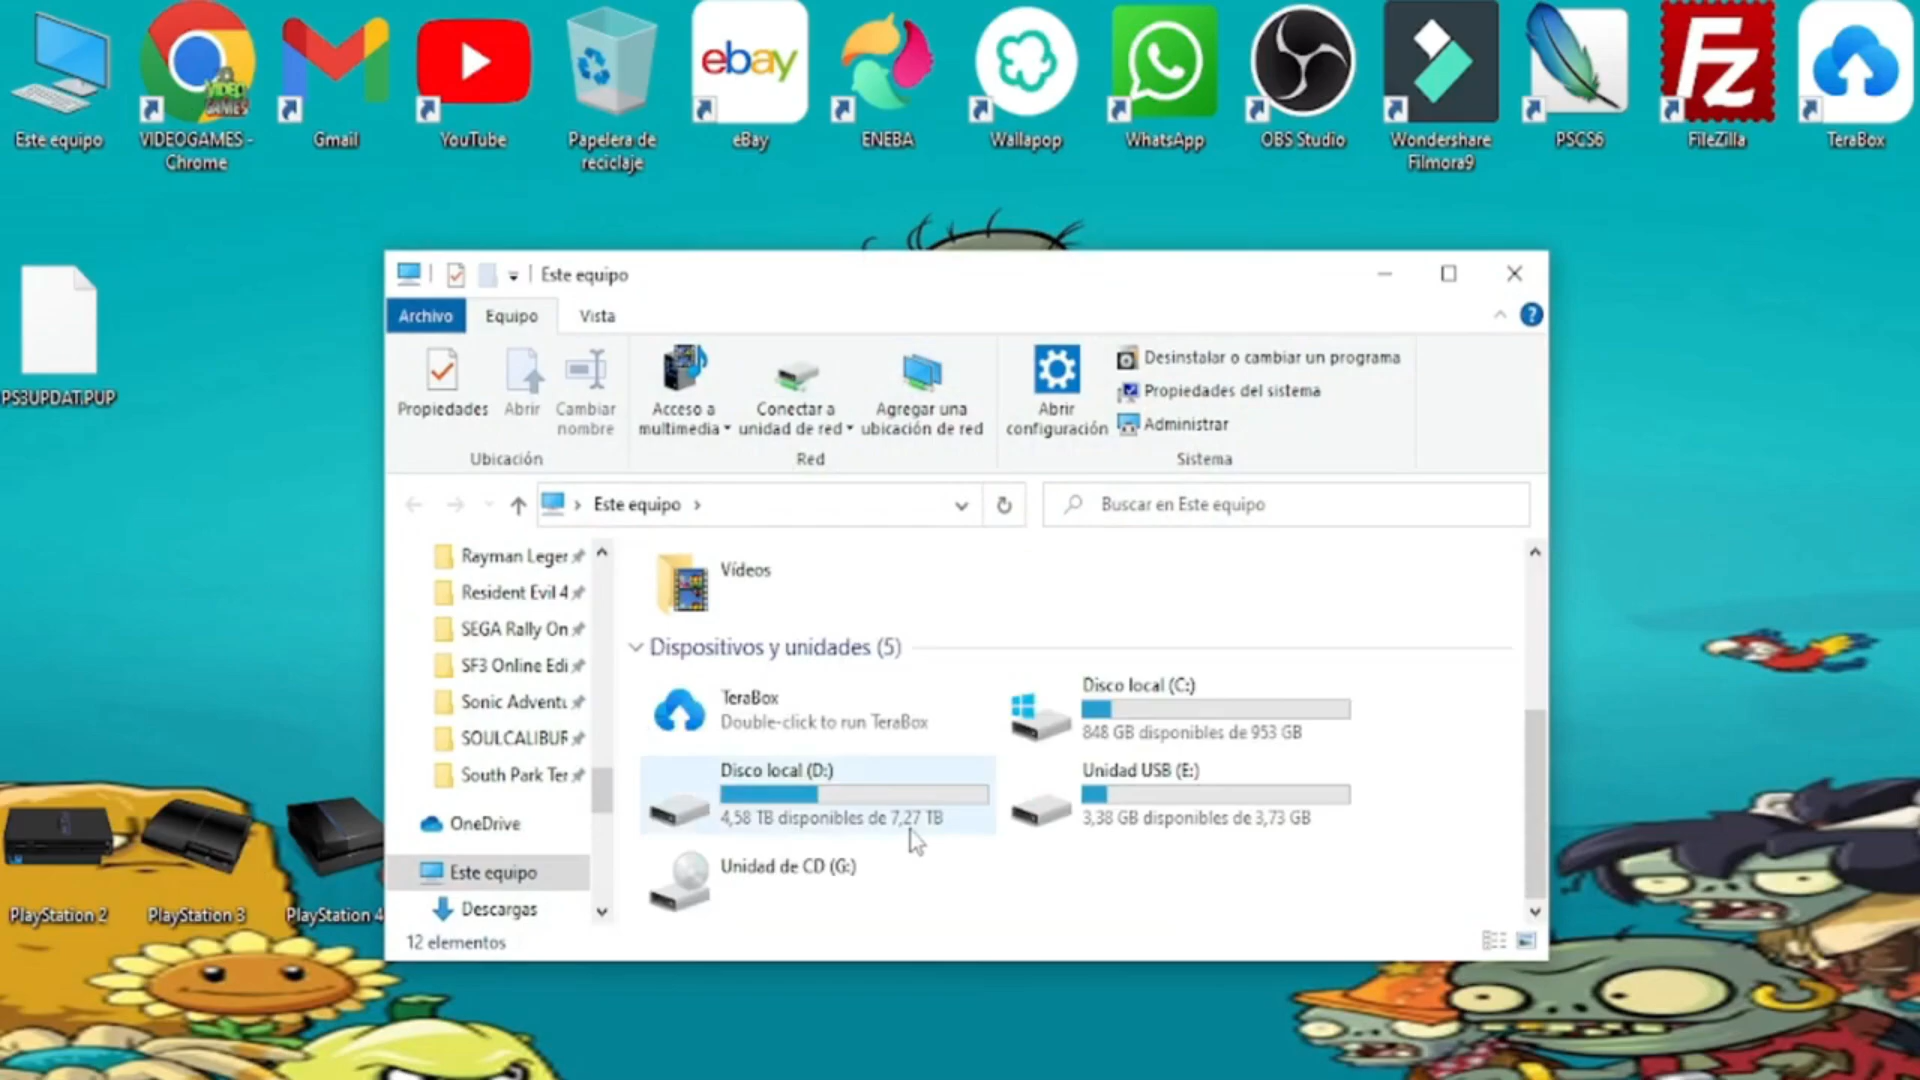 ebay
Fz
VIDEO
GAMES
Este equipo
VIDEOGAMES -
Chrome
Gmail
YouTube
Papelera de
reciclaje
eBay
ENEBA
Wallapop
WhatsApp
OBS Studio
Wondershare
Filmora9
PSCS6
FileZilla
TeraBox
PS3UPDAT.PUP
Este equipo
Archivo
Equipo
Vista
Propiedades
Abrir
Cambiar
nombre
Ubicación
Acceso a
multimedia
Conectar a
unidad de red
Agregar una
ubicación de red
Red
Abrir
configuración
Desinstalar o cambiar un programa
Propiedades del sistema
Administrar
Sistema
Este equipo
Buscar en Este equipo
Rayman Leger
Resident Evil 4
SEGA Rally On
SF3 Online Edi
Sonic Adventu
SOULCALIBUR
South Park Ter
OneDrive
Este equipo
Descargas
Vídeos
Dispositivos y unidades (5)
TeraBox
Double-click to run TeraBox
Disco local (C:)
848 GB disponibles de 953 GB
Disco local (D:)
4,58 TB disponibles de 7,27 TB
Unidad USB (E:)
3,38 GB disponibles de 3,73 GB
Unidad de CD (G:)
12 elementos
PlayStation 2
PlayStation 3
PlayStation 4